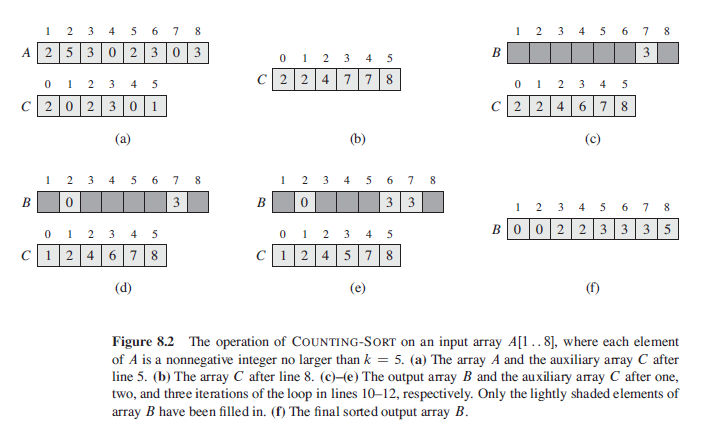 1 2 3 4 5 6 7 8
A 2 5 3 0 2 3 0 3
0 1 2 3 4 5
C 2 0 2 3 0 1
(a)
0 1 2 3 4 5
C 2 2 4 7 7 8
(b)
1 2 3 4 5 6 7 8
B 3
0 1 2 3 4 5
C 2 2 4 6 7 8
(c)
1 2 3 4 5 6 7 8
B 0 3
0 1 2 3 4 5
C 1 2 4 6 7 8
(d)
1 2 3 4 5 6 7 8
B 0 3 3
0 1 2 3 4 5
C 1 2 4 5 7 8
(e)
1 2 3 4 5 6 7 8
B 0 0 2 2 3 3 3 5
(f)
Figure 8.2 The operation of COUNTING-SORT on an input array A[1..8], where each element
of A is a nonnegative integer no larger than k = 5. (a) The array A and the auxiliary array C after
line 5. (b) The array C after line 8. (c)–(e) The output array B and the auxiliary array C after one,
two, and three iterations of the loop in lines 10–12, respectively. Only the lightly shaded elements of
array B have been filled in. (f) The final sorted output array B.